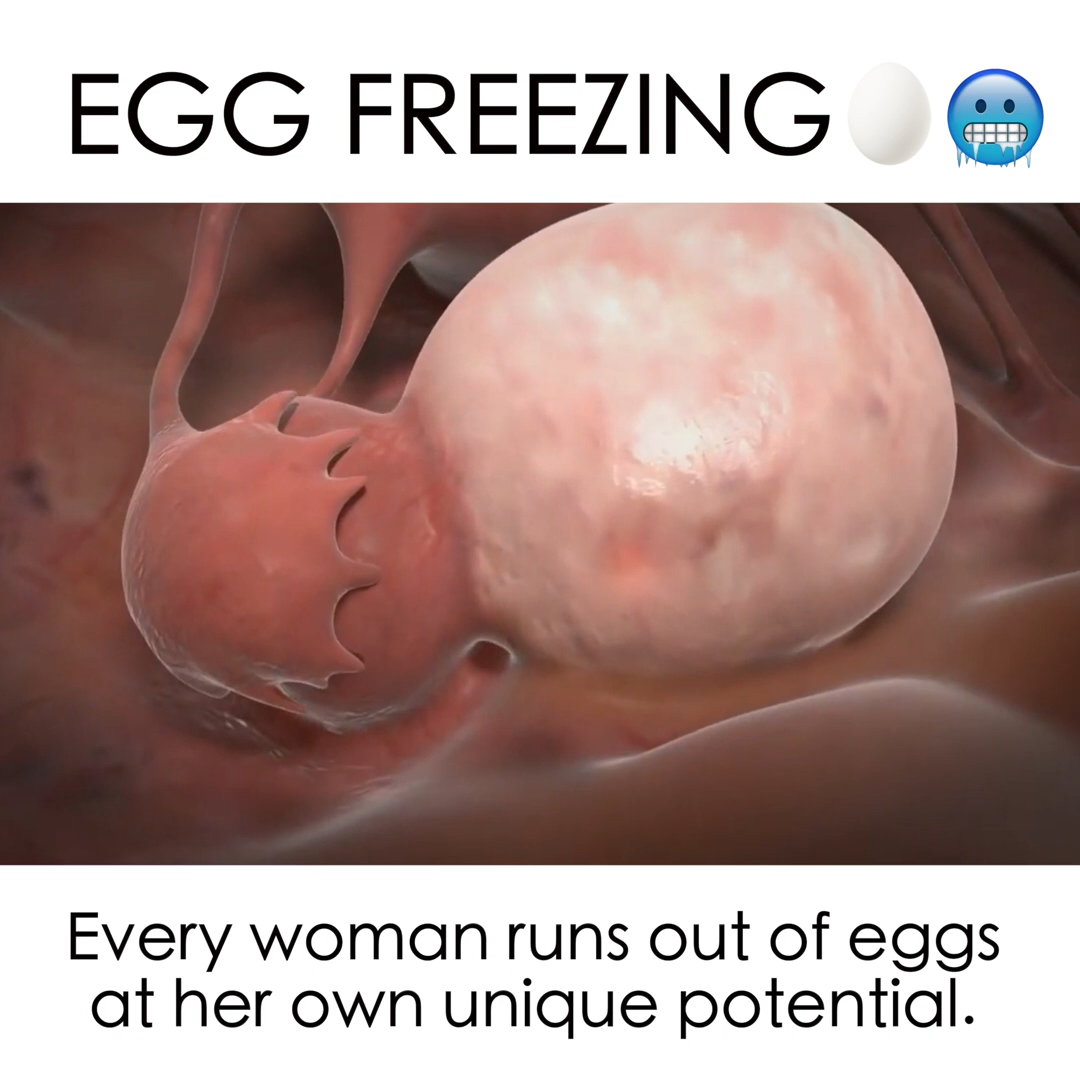 EGG FREEZING🥚🥶
Every woman runs out of eggs
at her own unique potential.